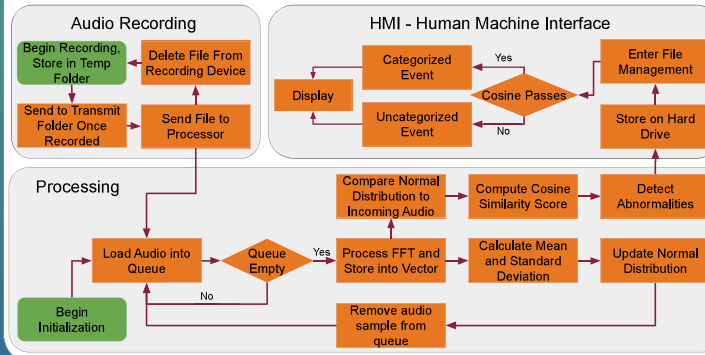 Audio Recording
Begin Recording,
Store in Temp
Folder
Delete File From
Recording Device
Send to Transmit
Folder Once
Recorded
Send File to
Processor
HMI - Human Machine Interface
Categorized
Event
Yes
Enter File
Management
Display
Cosine Passes
Uncategorized
Event
No
Store on Hard
Drive
Processing
Compare Normal
Distribution to
Incoming Audio
Compute Cosine
Similarity Score
Detect
Abnormalities
Load Audio into
Queue
Queue
Empty
Yes
Process FFT and
Store into Vector
Calculate Mean
and Standard
Deviation
Update Normal
Distribution
No
Begin
Initialization
Remove audio
sample from
queue